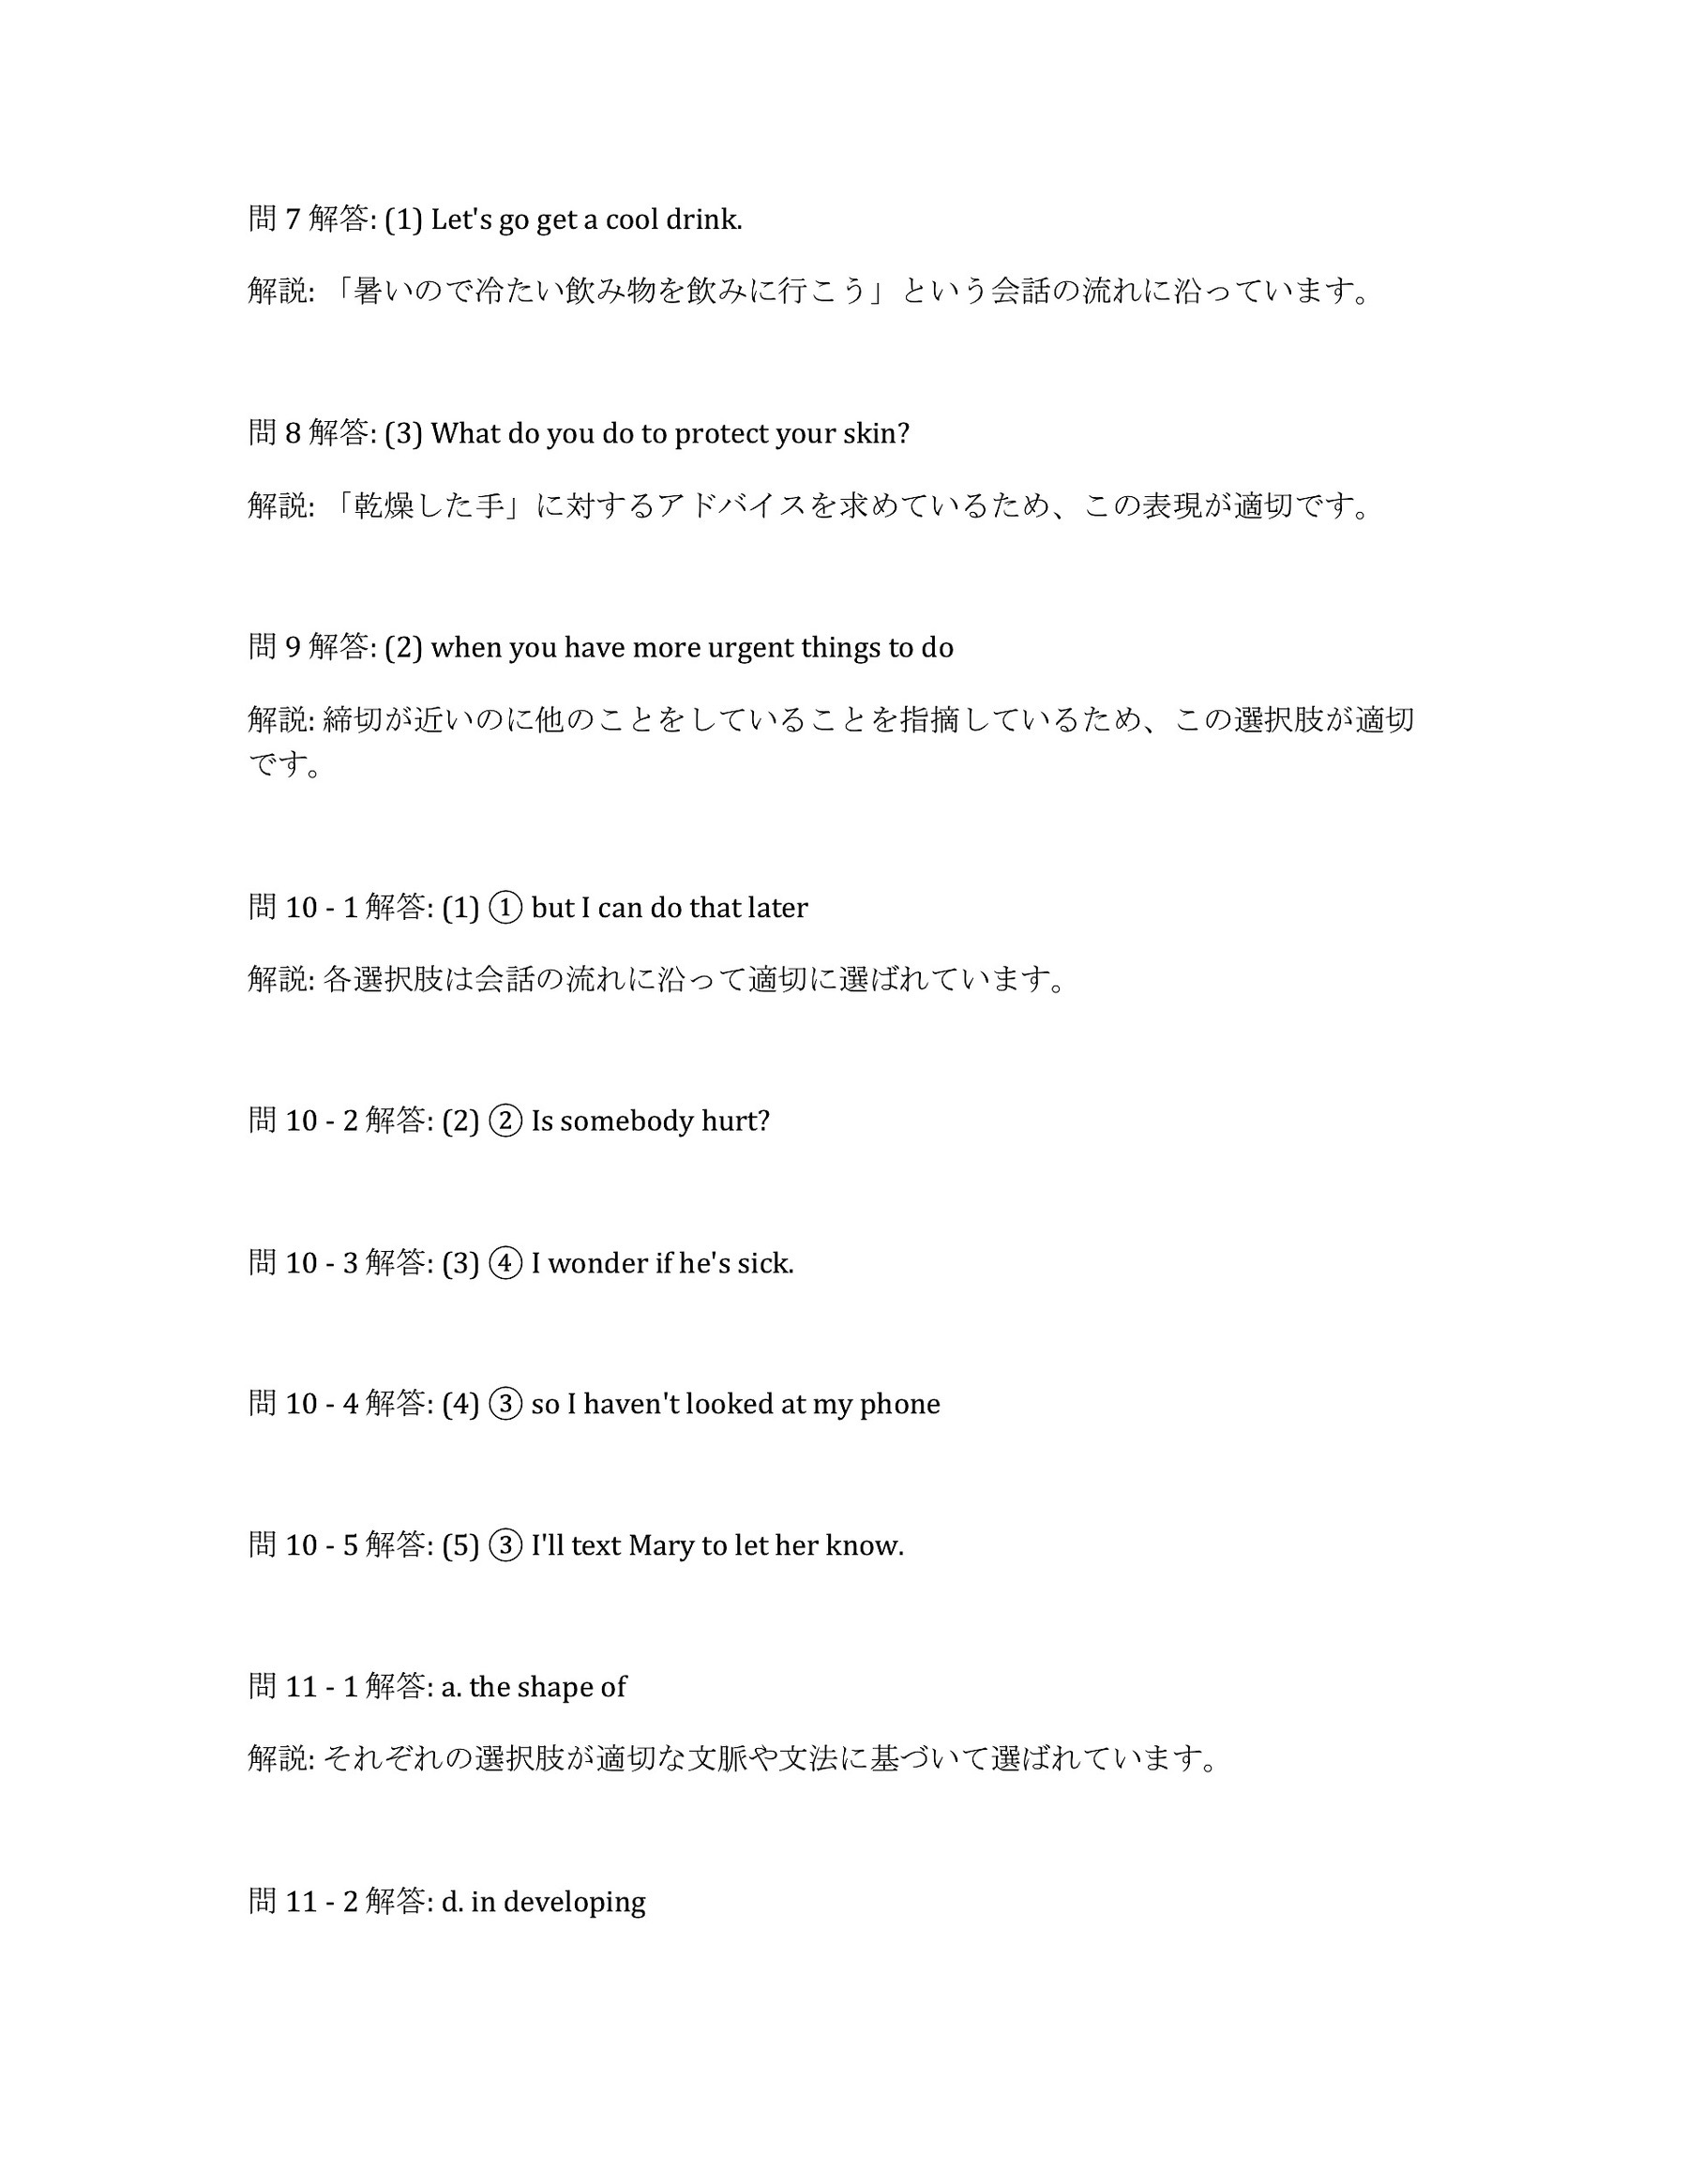 問 7 解答: (1) Let's go get a cool drink.
解説: 「暑いので冷たい飲み物を飲みに行こう」という会話の流れに沿っています。
問 8 解答: (3) What do you do to protect your skin?
解説: 「乾燥した手」に対するアドバイスを求めているため、この表現が適切です。
問 9 解答: (2) when you have more urgent things to do
解説: 締切が近いのに他のことをしていることを指摘しているため、この選択肢が適切
です。
問 10 - 1 解答: (1) ① but I can do that later
解説: 各選択肢は会話の流れに沿って適切に選ばれています。
問 10 - 2 解答: (2) ② Is somebody hurt?
問 10 - 3 解答: (3) ④ I wonder if he's sick.
問 10 - 4 解答: (4) ③ so I haven't looked at my phone
問 10 - 5 解答: (5) ③ I'll text Mary to let her know.
問 11 - 1 解答: a. the shape of
解説: それぞれの選択肢が適切な文脈や文法に基づいて選ばれています。
問 11 - 2 解答: d. in developing